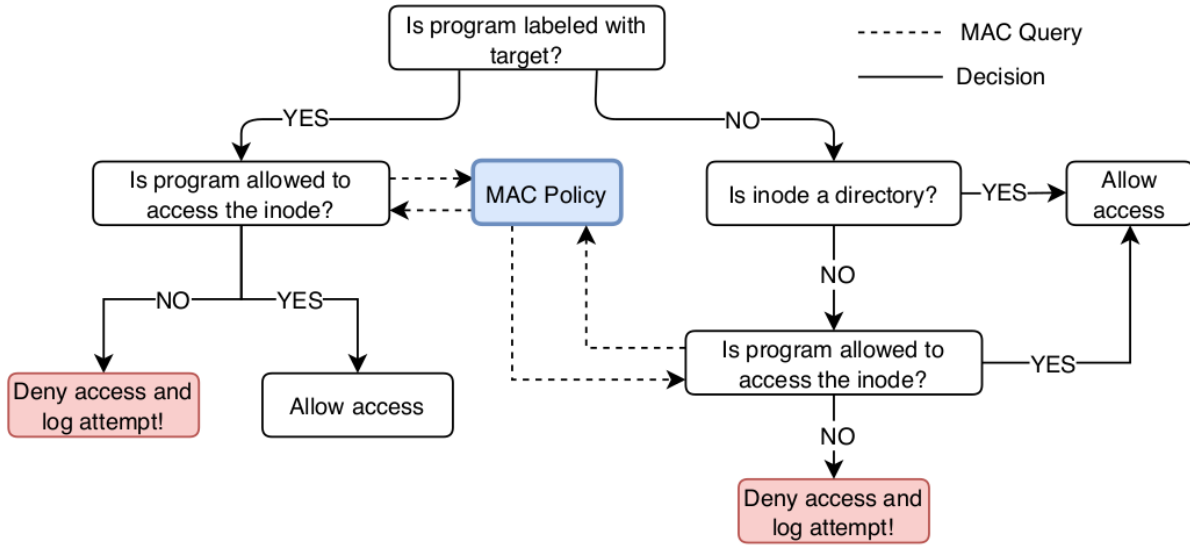 Is program labeled with
target?
MAC Query
Decision
YES
NO
Is program allowed to
access the inode?
MAC Policy
Is inode a directory?
YES
Allow
access
NO
NO
YES
Is program allowed to
access the inode?
YES
Deny access and
log attempt!
Allow access
NO
Deny access and
log attempt!